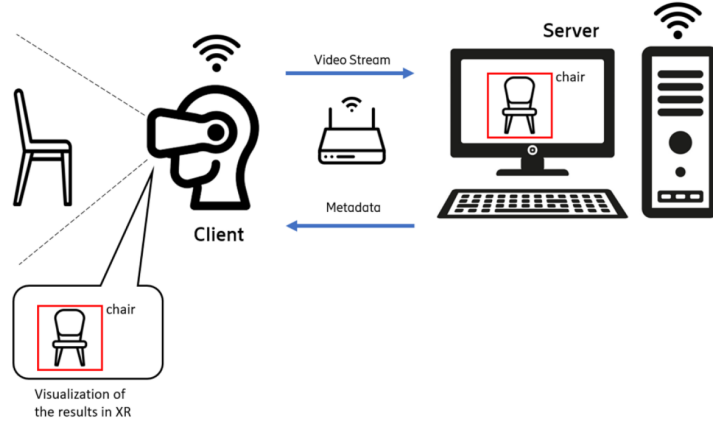 Server
Video Stream
chair
Metadata
Client
chair
Visualization of
the results in XR